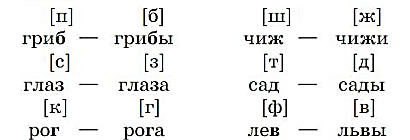 [п] [б] [ш] [ж]
гриб — грибы чиж — чижи
[с] [з] [т] [д]
глаз — глаза сад — сады
[к] [г] [ф] [в]
рог — рога лев — львы